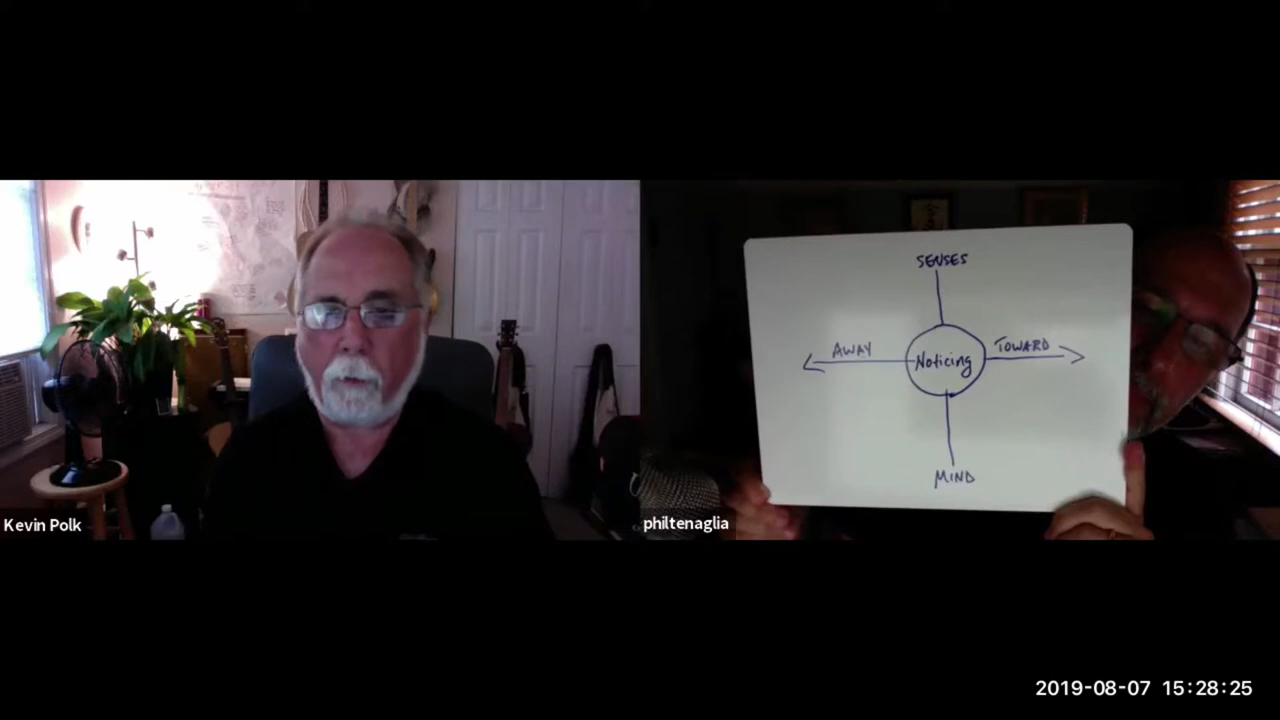 SENSES
AWAY
Noticing
TOWARD
MIND
Kevin Polk
philtenaglia
2019-08-07 15:28:25